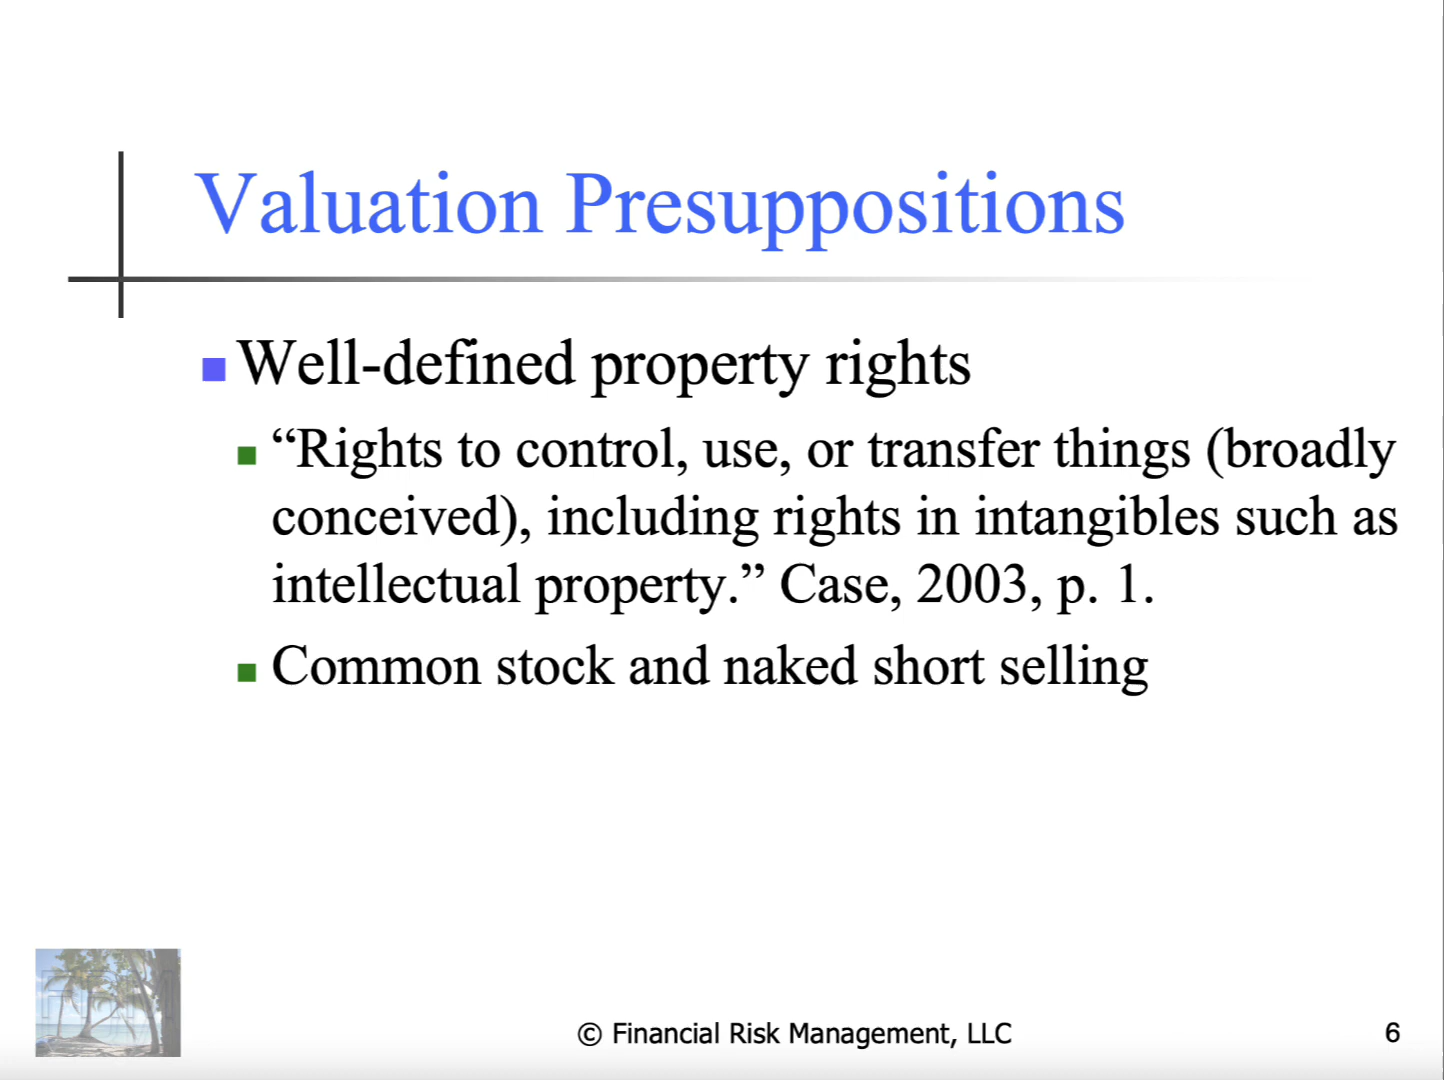 Valuation Presuppositions
Well-defined property rights
“Rights to control, use, or transfer things (broadly
conceived), including rights in intangibles such as
intellectual property.” Case, 2003, p. 1.
Common stock and naked short selling
FRM
© Financial Risk Management, LLC
6